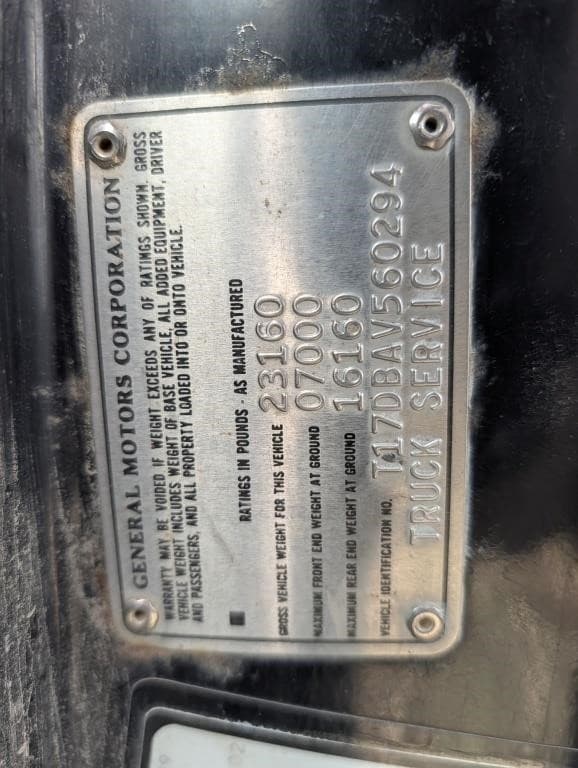 GENERAL MOTORS CORPORATION
WARRANTY MAY BE VOIDED IF WEIGHT EXCEEDS ANY OF RATINGS SHOWN. GROSS
VEHICLE WEIGHT INCLUDES WEIGHT OF BASE VEHICLE, ALL ADDED EQUIPMENT, DRIVER
AND PASSENGERS, AND ALL PROPERTY LOADED INTO OR ONTO VEHICLE.
RATINGS IN POUNDS - AS MANUFACTURED
GROSS VEHICLE WEIGHT FOR THIS VEHICLE 23160
MAXIMUM FRONT END WEIGHT AT GROUND 07000
MAXIMUM REAR END WEIGHT AT GROUND 16160
VEHICLE IDENTIFICATION NO. T17DBAV560294
TRUCK SERVICE